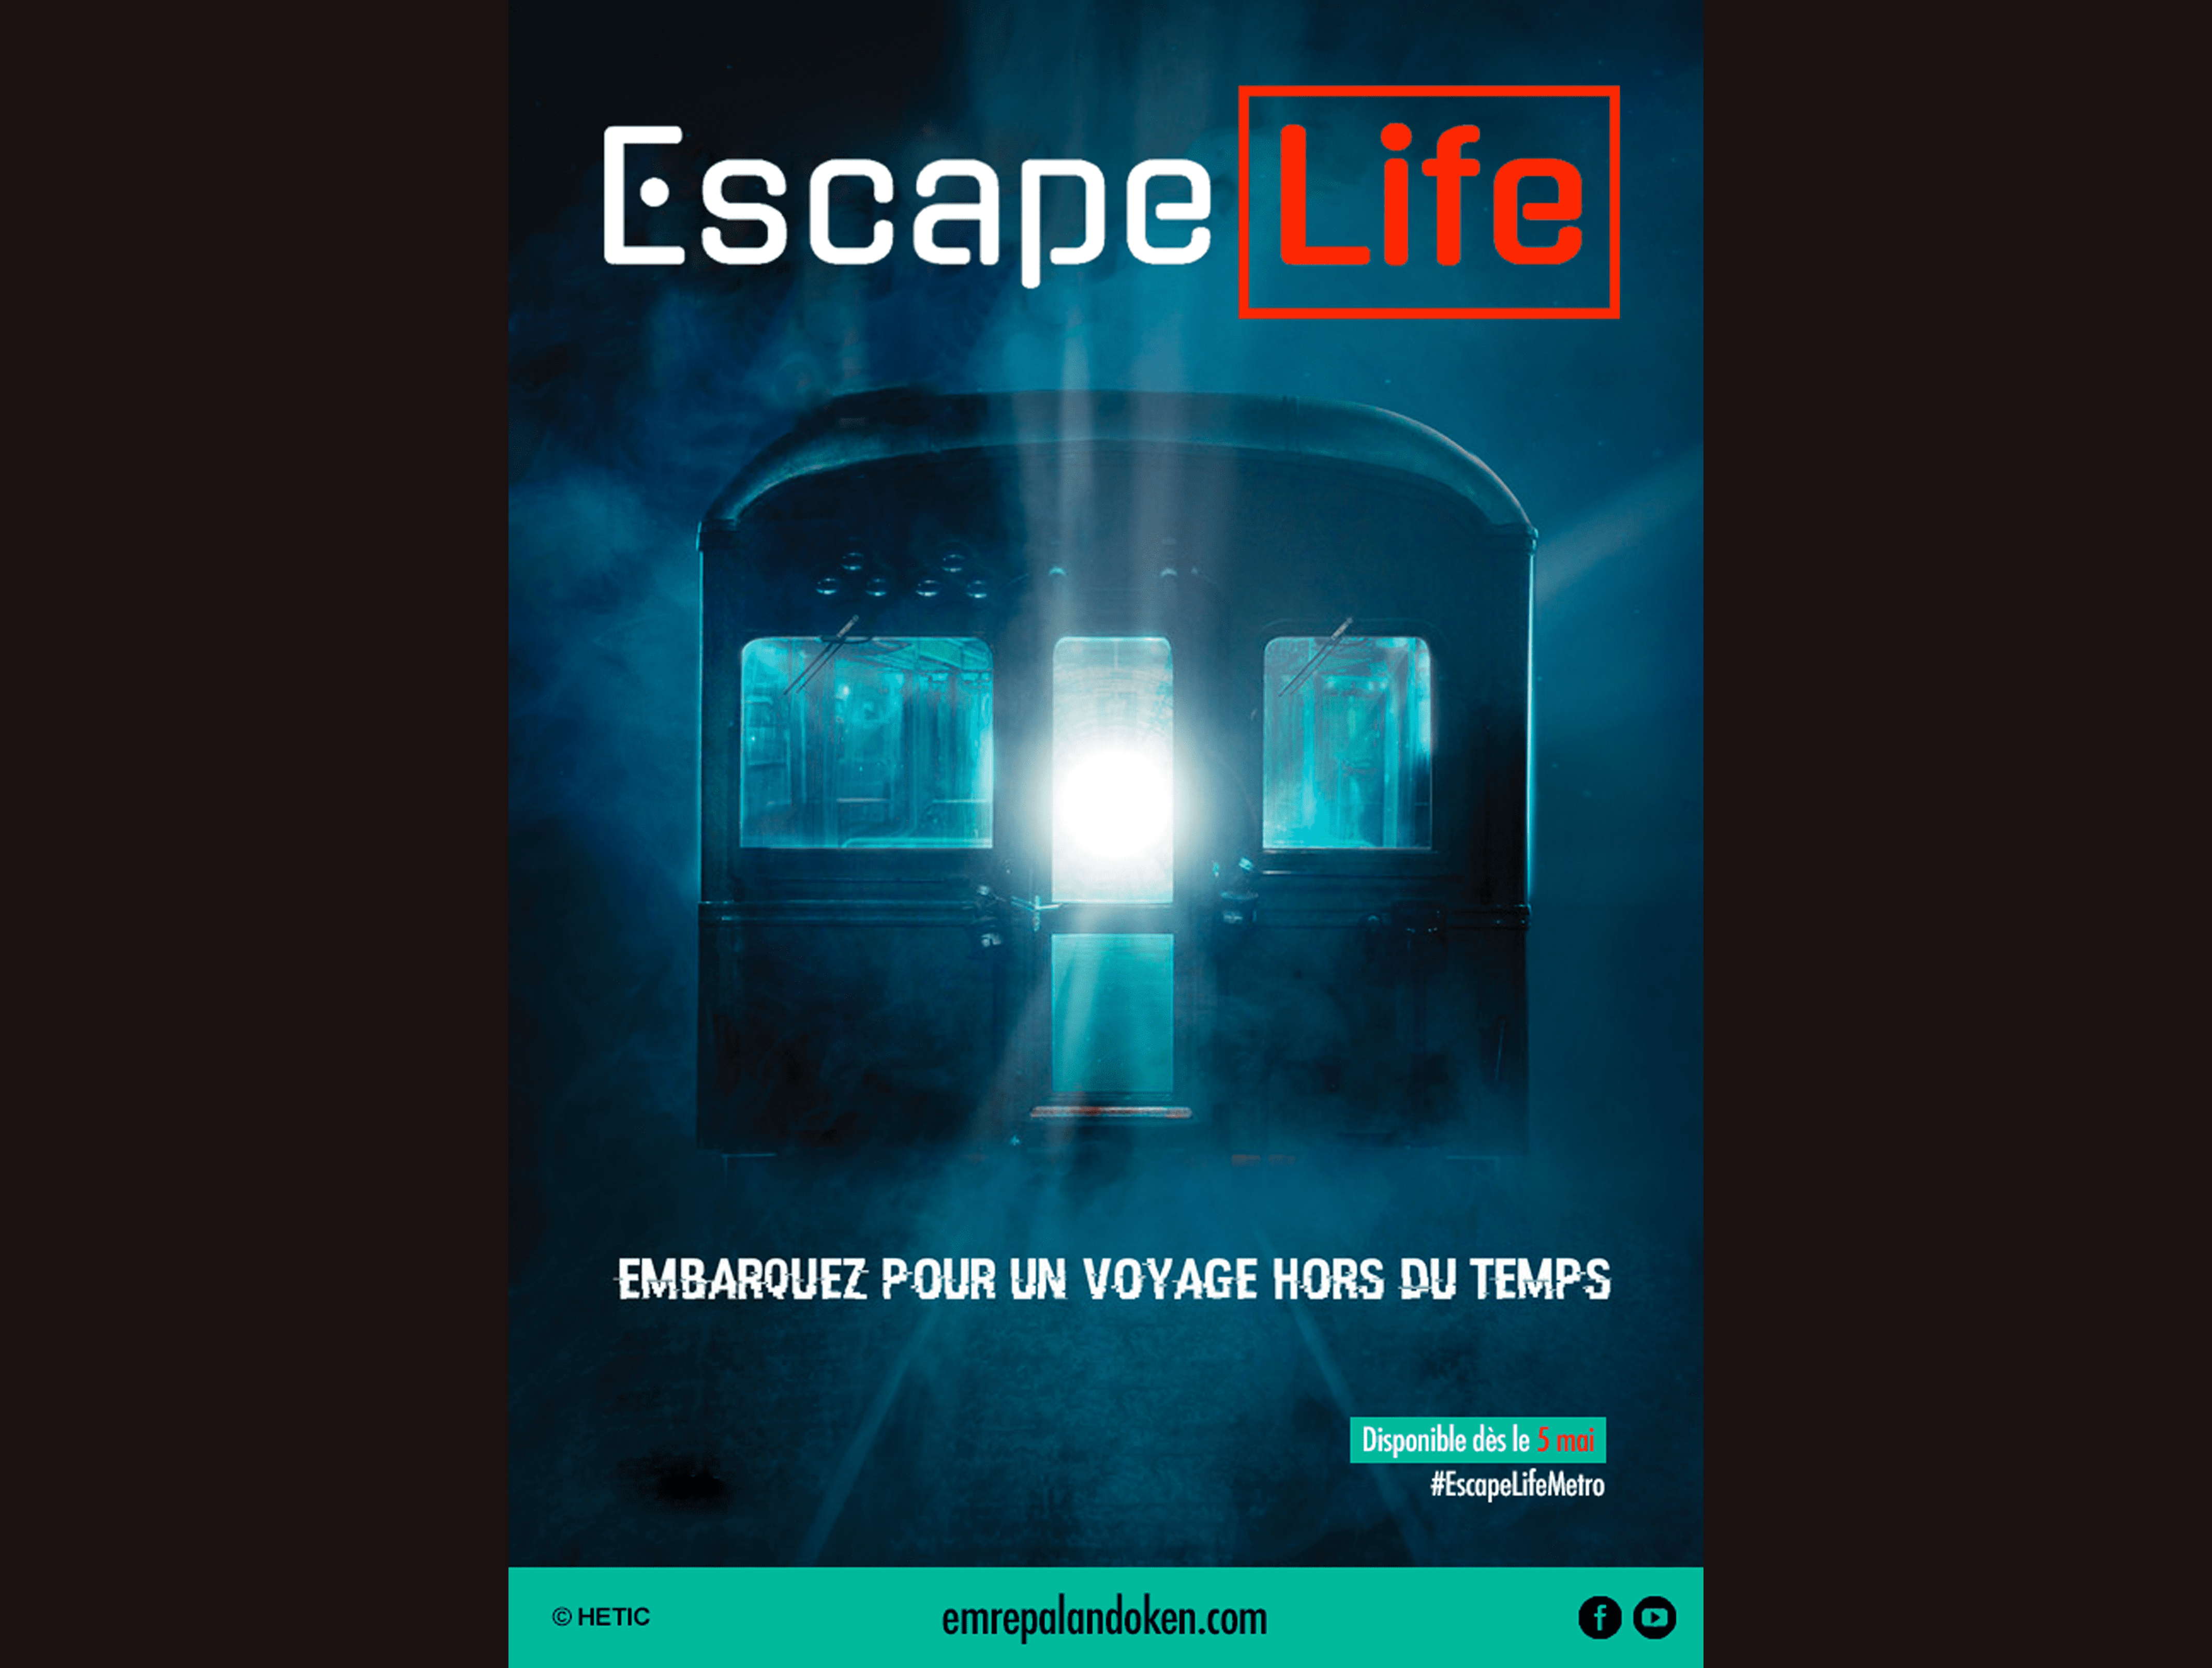 Escape Life
EMBARQUEZ POUR UN VOYAGE HORS DU TEMPS
Disponible dès le 5 mai
#EscapeLifeMetro
© HETIC
emrepalandoken.com